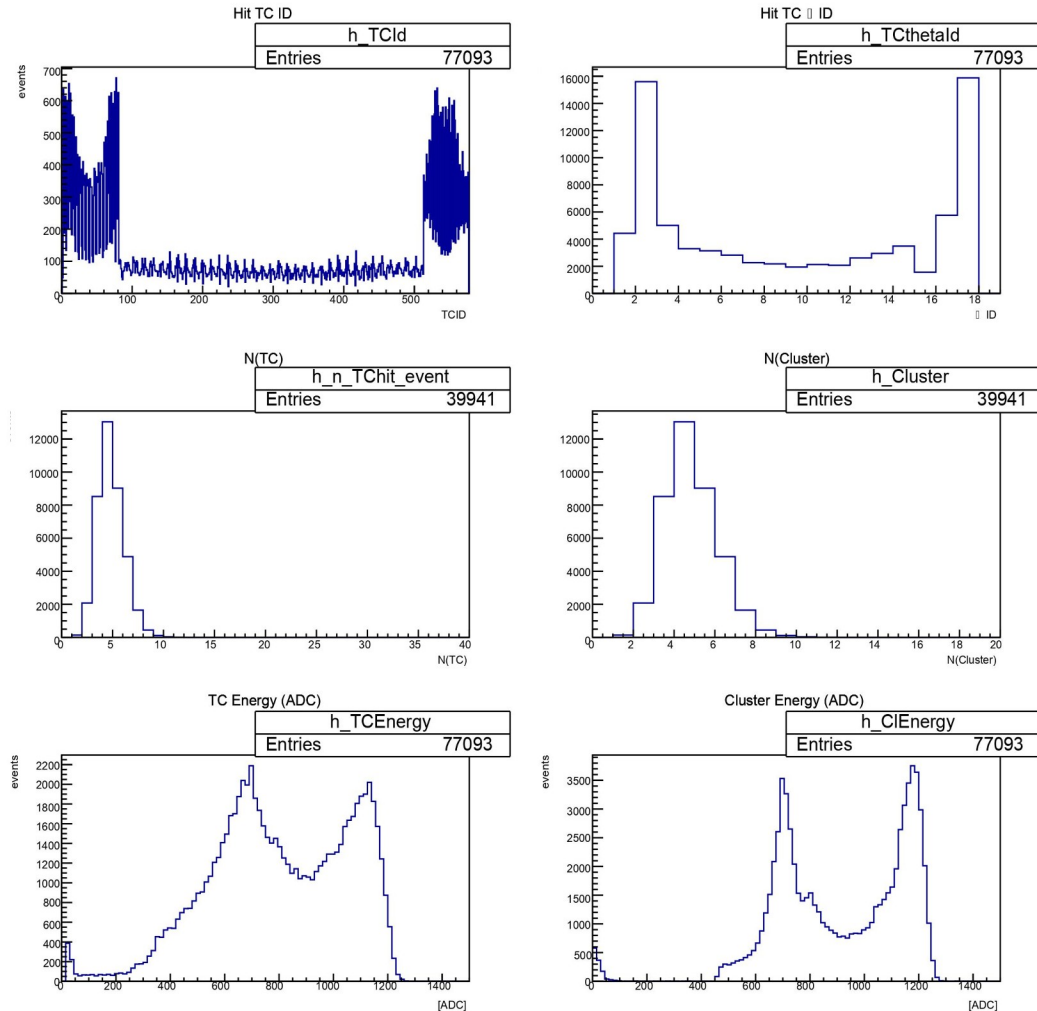 Hit TC ID
h_TCId
Entries 77093
events
700
600
500
400
300
200
100
0
0 100 200 300 400 500
TCID
Hit TC ▯ ID
h_TCthetaId
Entries 77093
16000
14000
12000
10000
8000
6000
4000
2000
0
0 2 4 6 8 10 12 14 16 18
▯ ID
N(TC)
h_n_TChit_event
Entries 39941
12000
10000
8000
6000
4000
2000
0
0 5 10 15 20 25 30 35 40
N(TC)
N(Cluster)
h_Cluster
Entries 39941
12000
10000
8000
6000
4000
2000
0
0 2 4 6 8 10 12 14 16 18 20
N(Cluster)
TC Energy (ADC)
h_TCEnergy
Entries 77093
events
2200
2000
1800
1600
1400
1200
1000
800
600
400
200
0
0 200 400 600 800 1000 1200 1400
[ADC]
Cluster Energy (ADC)
h_ClEnergy
Entries 77093
events
3500
3000
2500
2000
1500
1000
500
0
0 200 400 600 800 1000 1200 1400
[ADC]